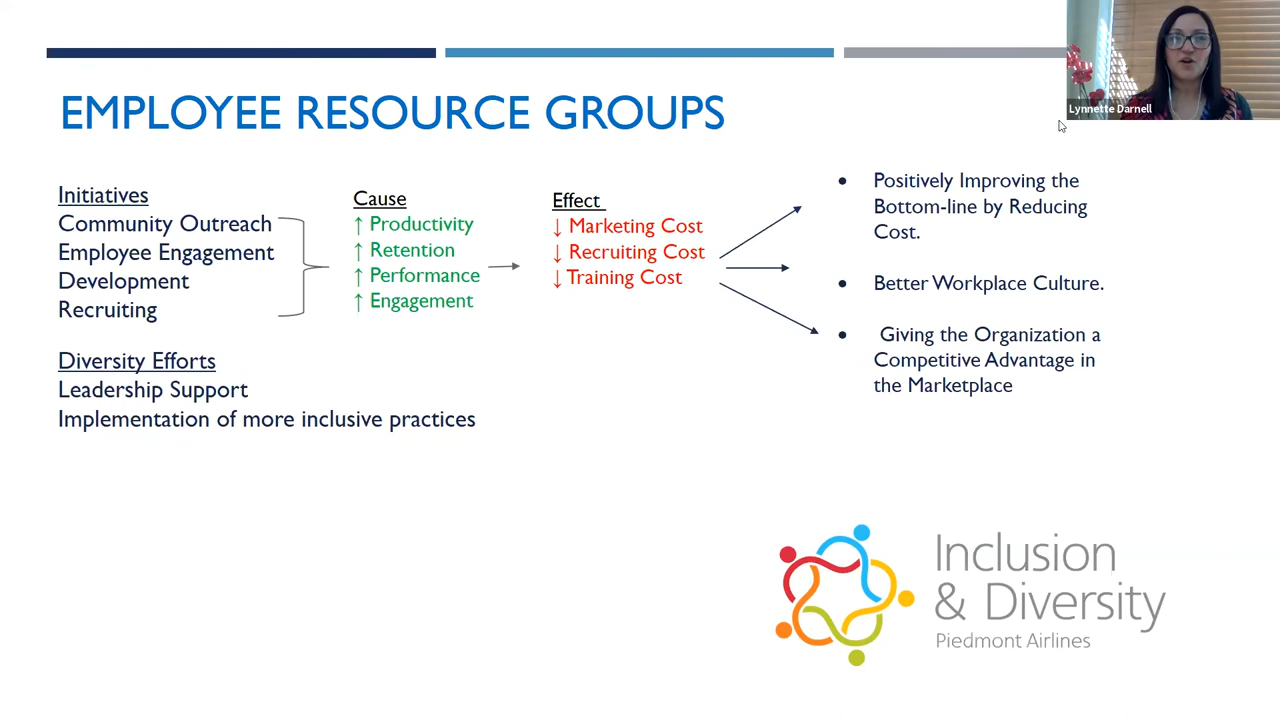 Lynnette Darnell
EMPLOYEE RESOURCE GROUPS
Initiatives
Community Outreach
Employee Engagement
Development
Recruiting
Diversity Efforts
Leadership Support
Implementation of more inclusive practices
Cause
↑ Productivity
↑ Retention
↑ Performance
↑ Engagement
Effect
↓ Marketing Cost
↓ Recruiting Cost
↓ Training Cost
• Positively Improving the
Bottom-line by Reducing
Cost.
• Better Workplace Culture.
• Giving the Organization a
Competitive Advantage in
the Marketplace
Inclusion
& Diversity
Piedmont Airlines